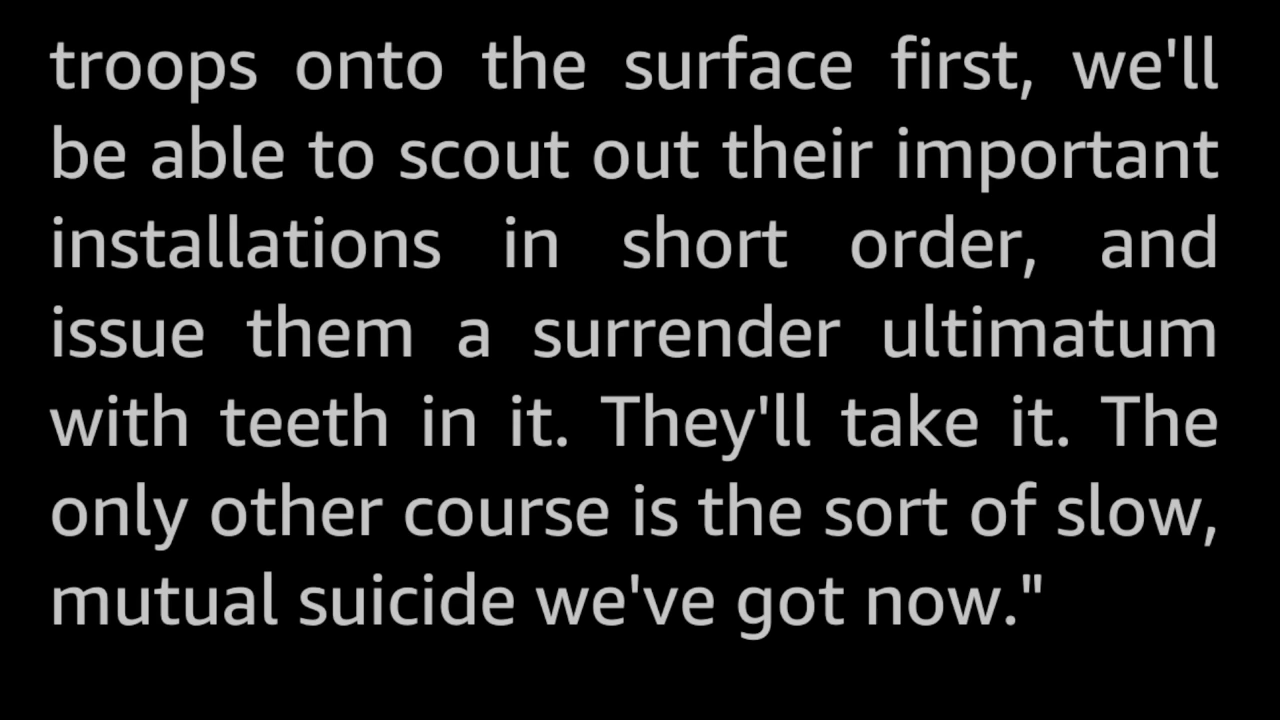 troops onto the surface first, we'll
be able to scout out their important
installations in short order, and
issue them a surrender ultimatum
with teeth in it. They'll take it. The
only other course is the sort of slow,
mutual suicide we've got now."